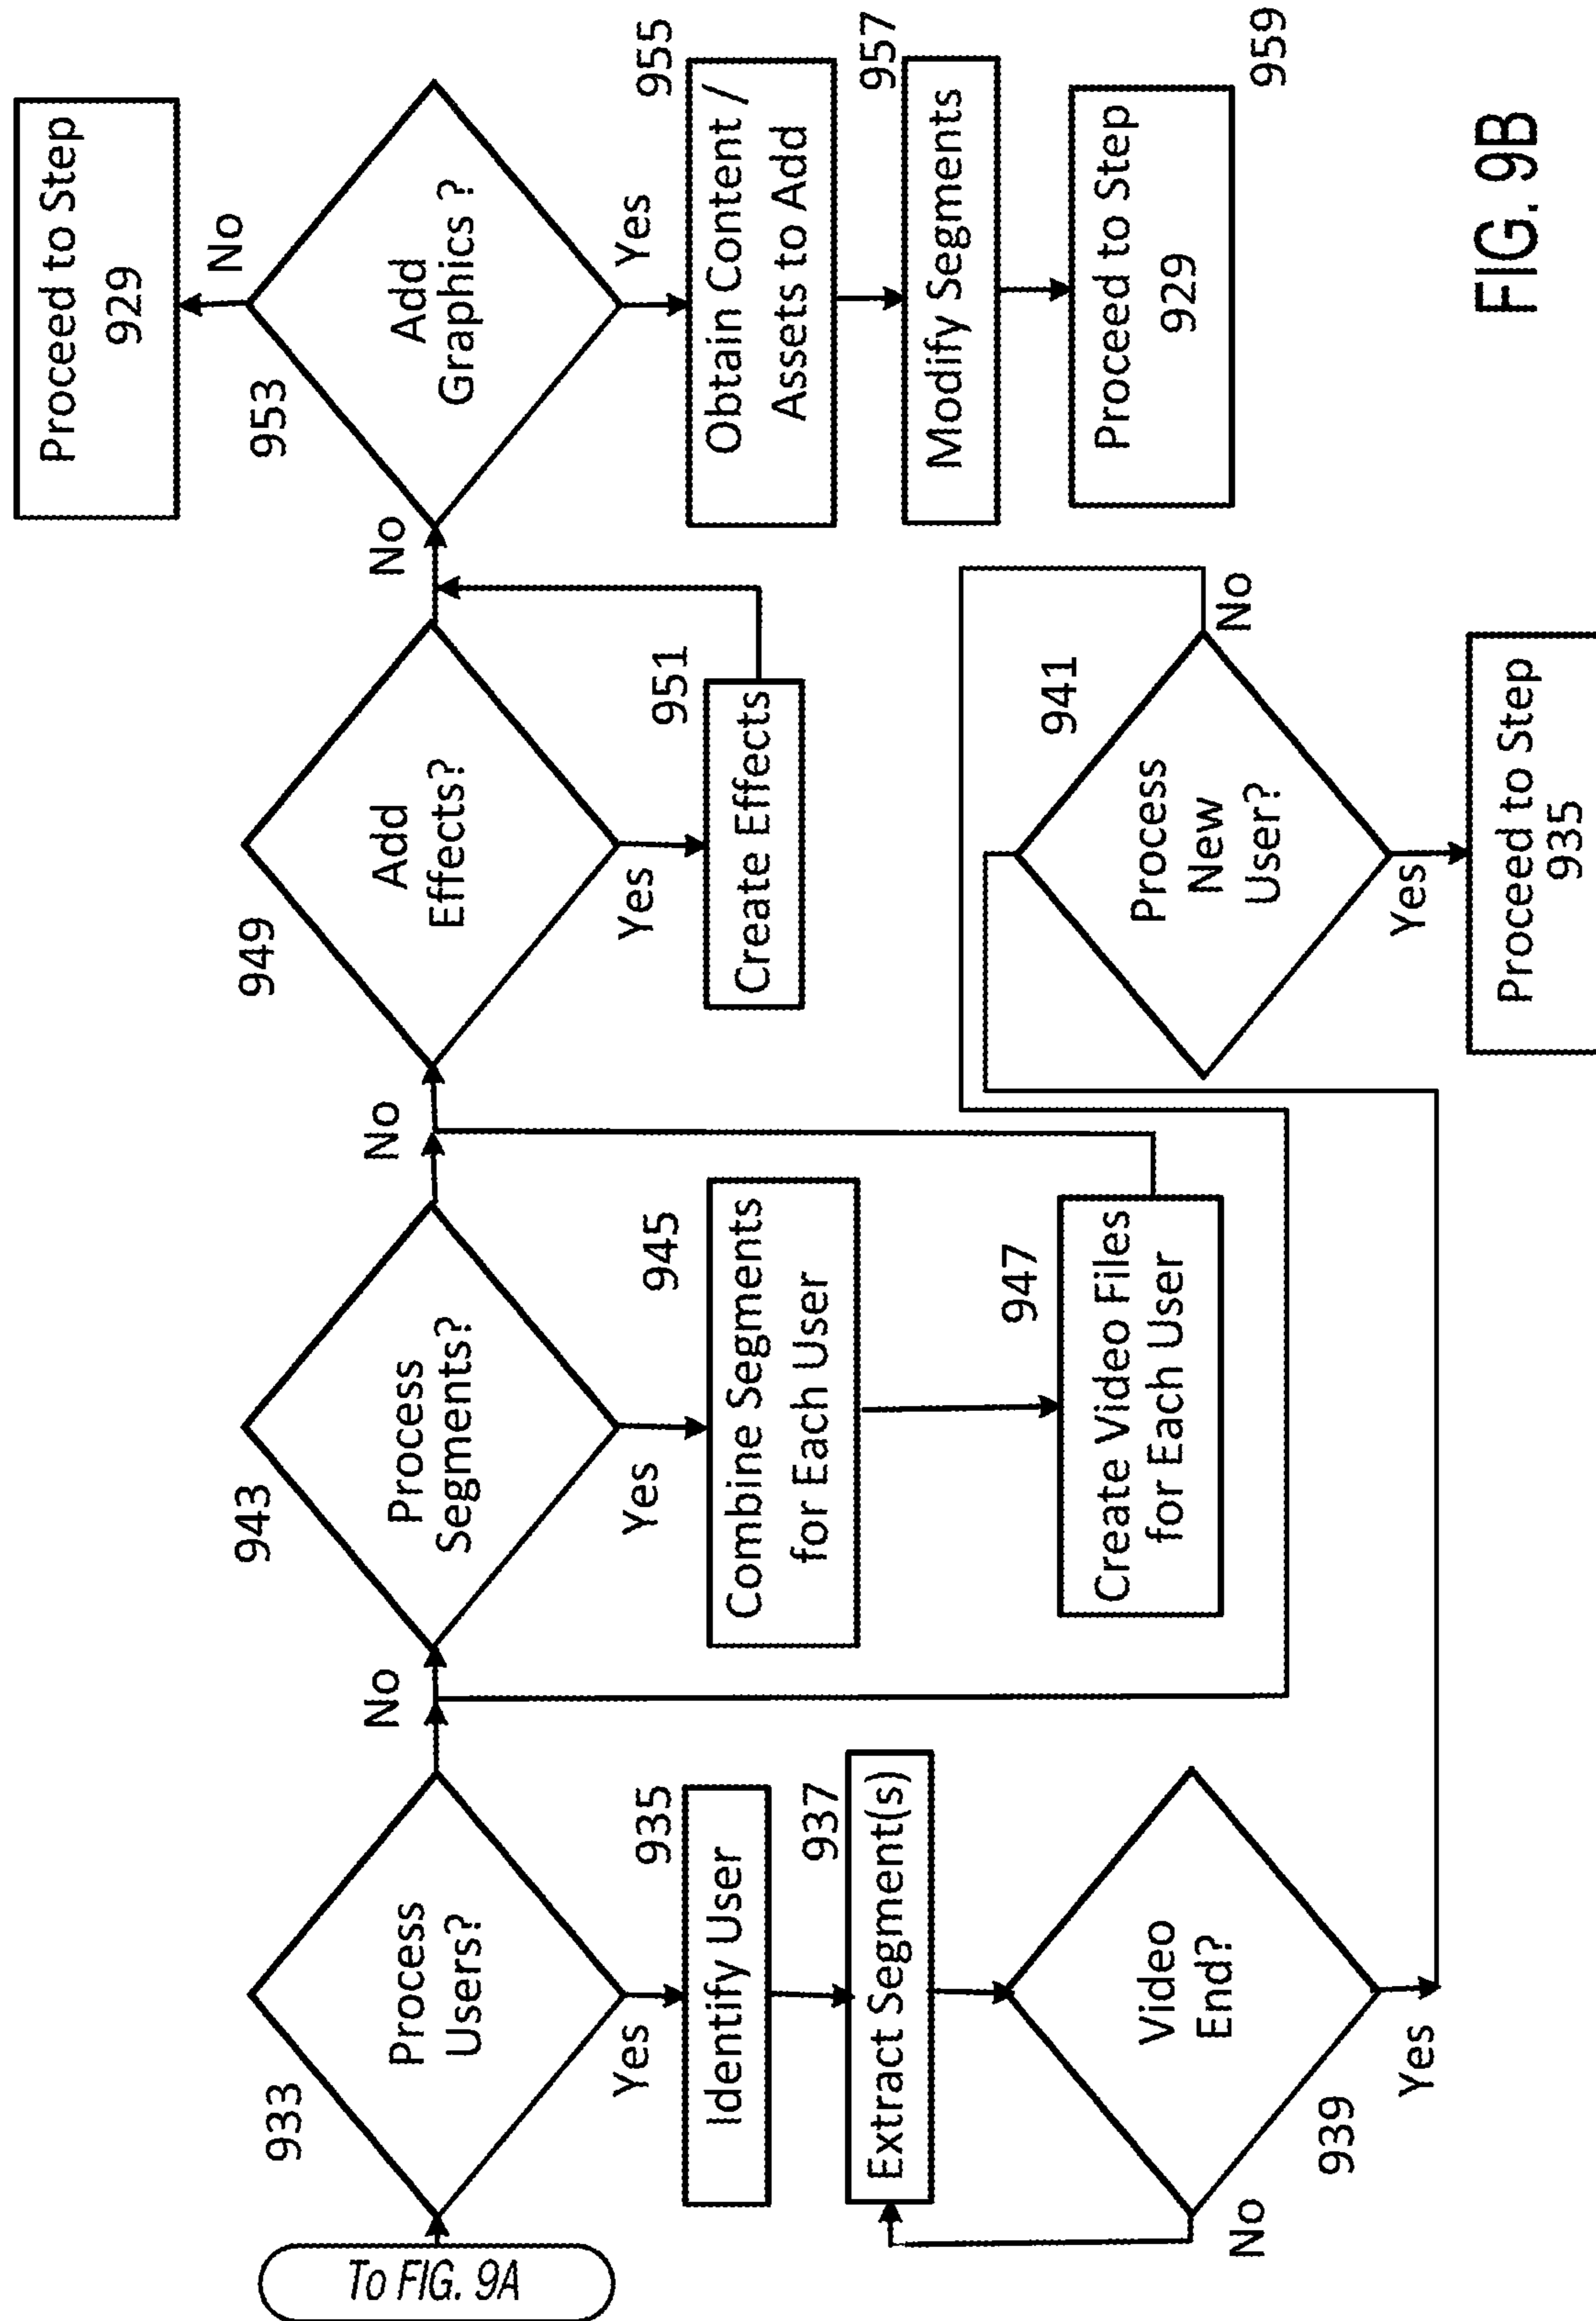 To FIG. 9A
933
Process
Users?
No
Yes
935
Identify User
937
Extract Segment(s)
Video
End?
939
No
Yes
943
Process
Segments?
No
Yes
945
Combine Segments
for Each User
947
Create Video Files
for Each User
949
Add
Effects?
No
Yes
951
Create Effects
941
Process
New
User?
No
Yes
Proceed to Step
935
953
Add
Graphics ?
No
Proceed to Step
929
Yes
955
Obtain Content /
Assets to Add
957
Modify Segments
Proceed to Step
929
959
FIG. 9B